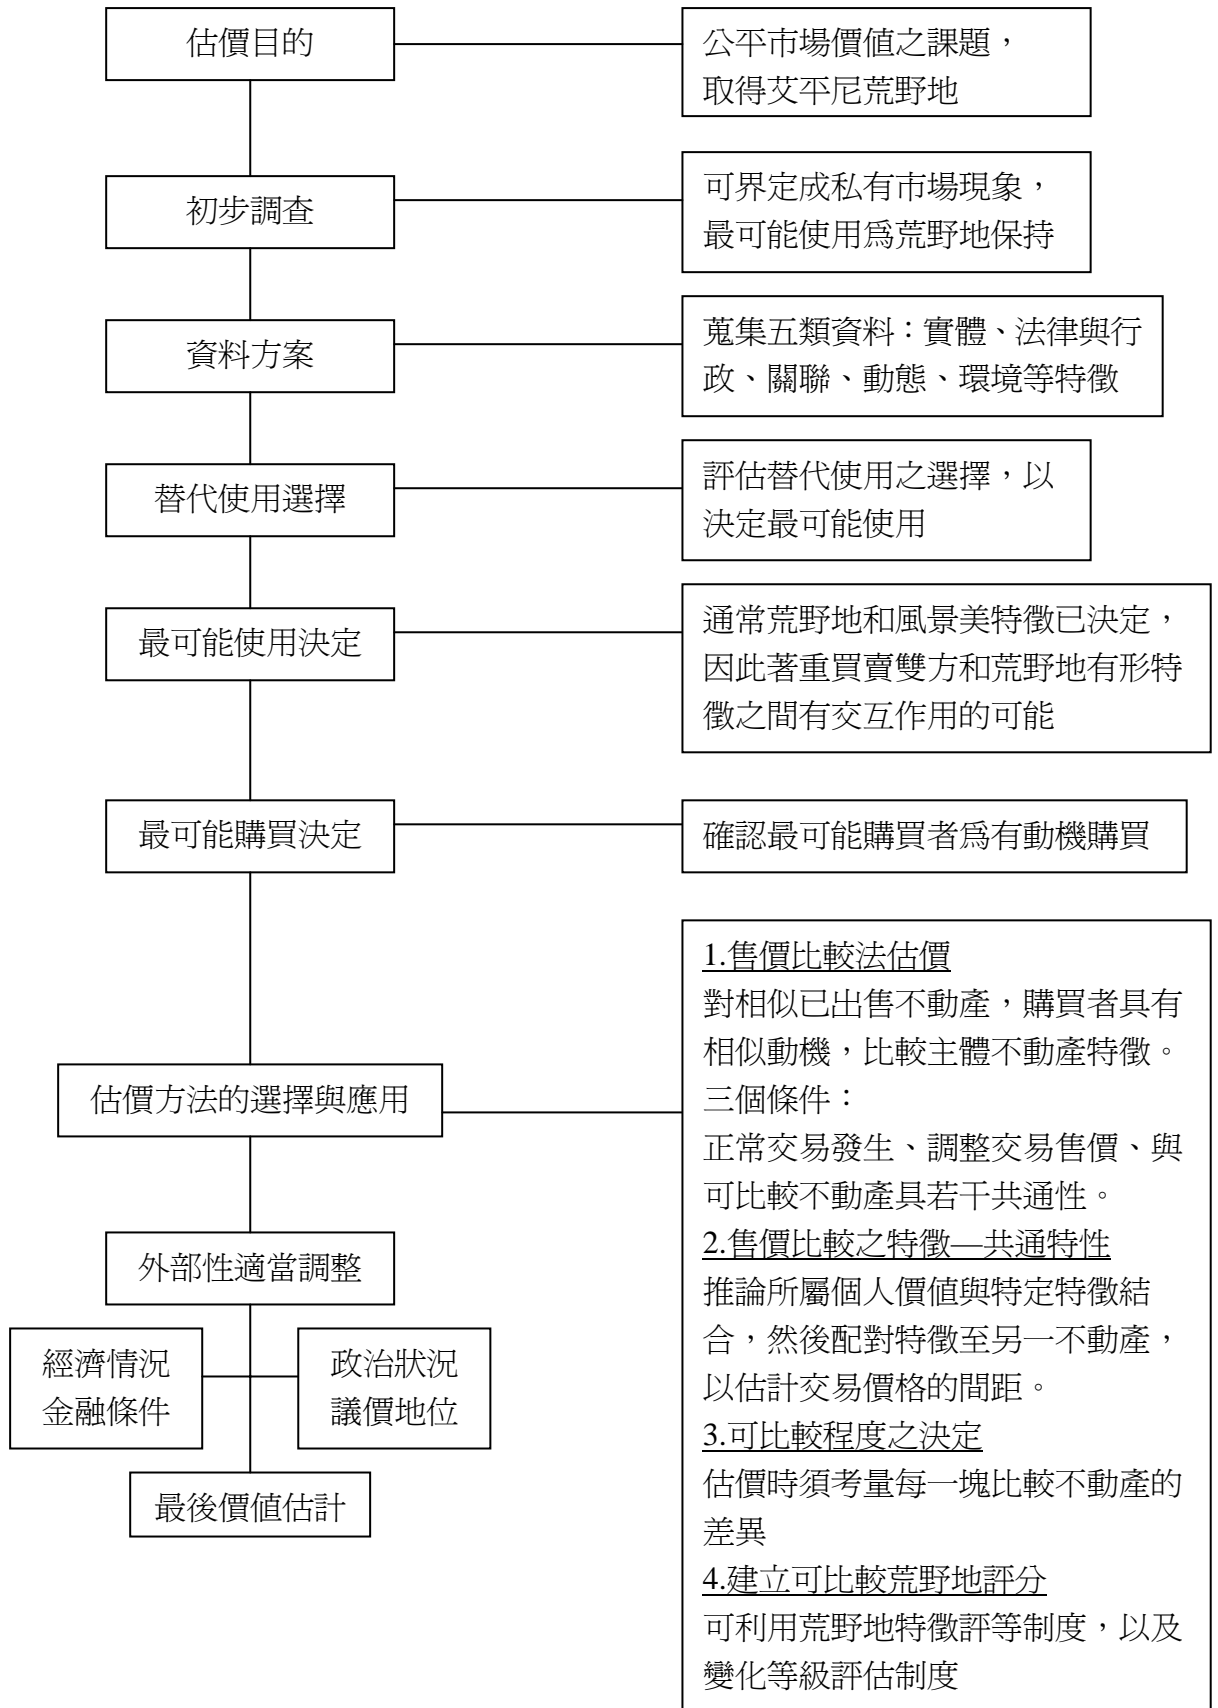 估價目的
公平市場價值之課題，
取得艾平尼荒野地
初步調查
可界定成私有市場現象，
最可能使用爲荒野地保持
資料方案
蒐集五類資料：實體、法律與行
政、關聯、動態、環境等特徵
替代使用選擇
評估替代使用之選擇，以
決定最可能使用
最可能使用決定
通常荒野地和風景美特徵已決定，
因此著重買賣雙方和荒野地有形特
徵之間有交互作用的可能
最可能購買決定
確認最可能購買者爲有動機購買
估價方法的選擇與應用
1.售價比較法估價
對相似已出售不動產，購買者具有
相似動機，比較主體不動產特徵。
三個條件：
正常交易發生、調整交易售價、與
可比較不動產具若干共通性。
2.售價比較之特徵—共通特性
推論所屬個人價值與特定特徵結
合，然後配對特徵至另一不動產，
以估計交易價格的間距。
3.可比較程度之決定
估價時須考量每一塊比較不動產的
差異
4.建立可比較荒野地評分
可利用荒野地特徵評等制度，以及
變化等級評估制度
外部性適當調整
經濟情況
金融條件
政治狀況
議價地位
最後價值估計